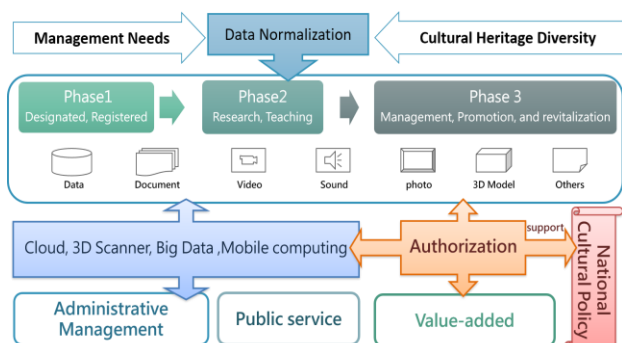 Management Needs
Data Normalization
Cultural Heritage Diversity
Phase1
Designated, Registered
Phase2
Research, Teaching
Phase 3
Management, Promotion, and revitalization
Data
Document
Video
Sound
photo
3D Model
Others
Cloud, 3D Scanner, Big Data ,Mobile computing
Authorization
support
National
Cultural Policy
Administrative
Management
Public service
Value-added